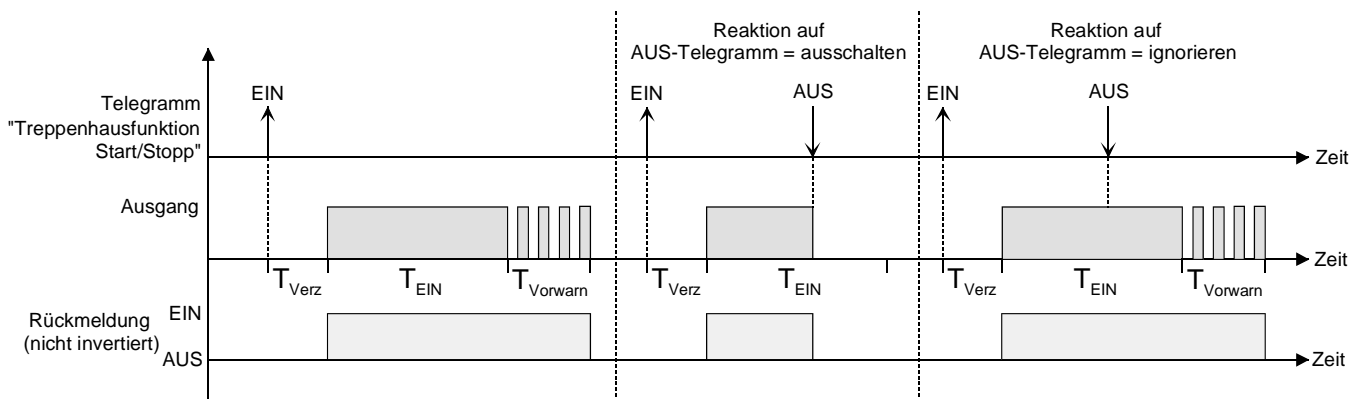 Reaktion auf
AUS-Telegramm = ausschalten
Reaktion auf
AUS-Telegramm = ignorieren
Telegramm
"Treppenhausfunktion
Start/Stopp"
EIN
EIN
AUS
EIN
AUS
Zeit
Ausgang
Zeit
TVerz
TEIN
TVorwarn
TVerz
TEIN
TVerz
TEIN
TVorwarn
Rückmeldung
(nicht invertiert)
EIN
AUS
Zeit